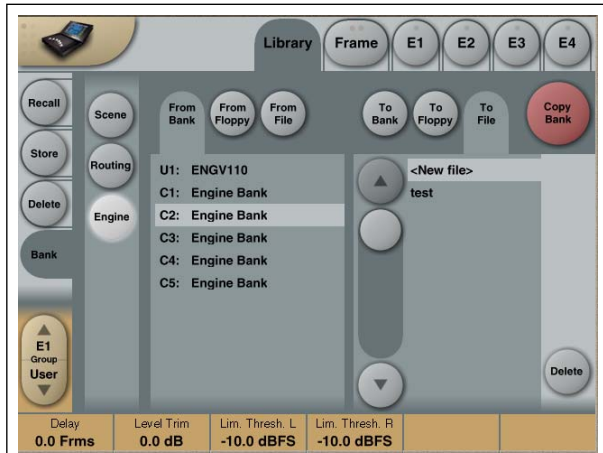 Library
Frame
E1
E2
E3
E4
Recall
Store
Delete
Bank
Scene
Routing
Engine
From Bank
From Floppy
From File
To Bank
To Floppy
To File
Copy Bank
U1: ENGV110
C1: Engine Bank
C2: Engine Bank
C3: Engine Bank
C4: Engine Bank
C5: Engine Bank
<New file>
test
E1
Group
User
Delete
Delay
0.0 Frms
Level Trim
0.0 dB
Lim. Thresh. L
-10.0 dBFS
Lim. Thresh. R
-10.0 dBFS